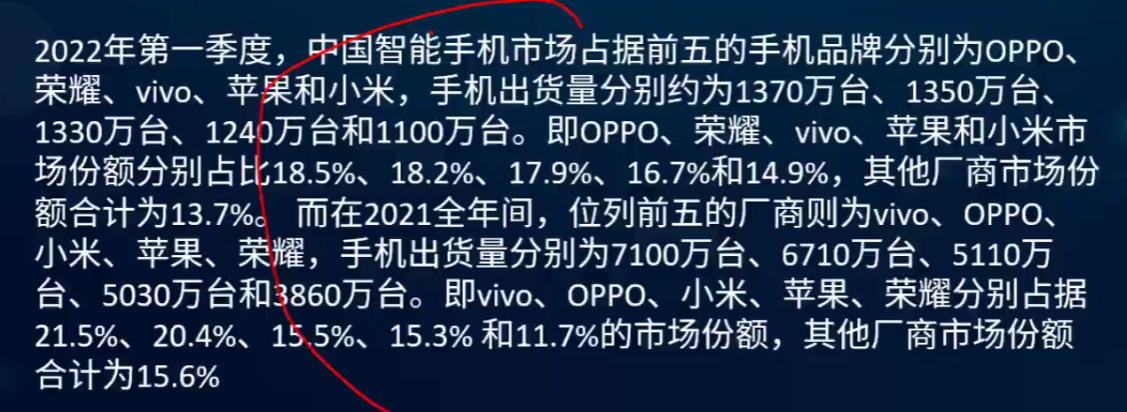 2022年第一季度，中国智能手机市场占据前五的手机品牌分别为OPPO、
荣耀、vivo、苹果和小米，手机出货量分别约为1370万台、1350万台、
1330万台、1240万台和1100万台。即OPPO、荣耀、vivo、苹果和小米市
场份额分别占比18.5%、18.2%、17.9%、16.7%和14.9%，其他厂商市场份
额合计为13.7%。 而在2021全年间，位列前五的厂商则为vivo、OPPO、
小米、苹果、荣耀，手机出货量分别为7100万台、6710万台、5110万
台、5030万台和3860万台。即vivo、OPPO、小米、苹果、荣耀分别占据
21.5%、20.4%、15.5%、15.3% 和11.7%的市场份额，其他厂商市场份额
合计为15.6%